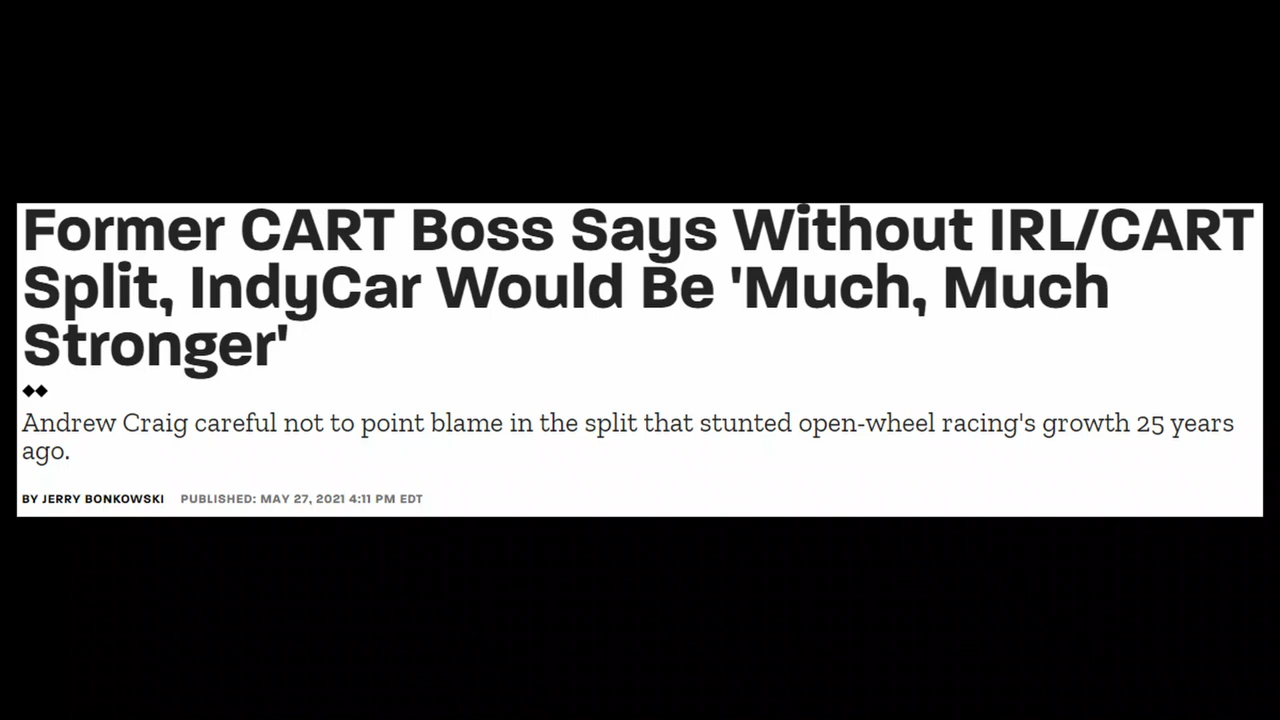 Former CART Boss Says Without IRL/CART
Split, IndyCar Would Be 'Much, Much
Stronger'
Andrew Craig careful not to point blame in the split that stunted open-wheel racing's growth 25 years
ago.
BY JERRY BONKOWSKI PUBLISHED: MAY 27, 2021 4:11 PM EDT